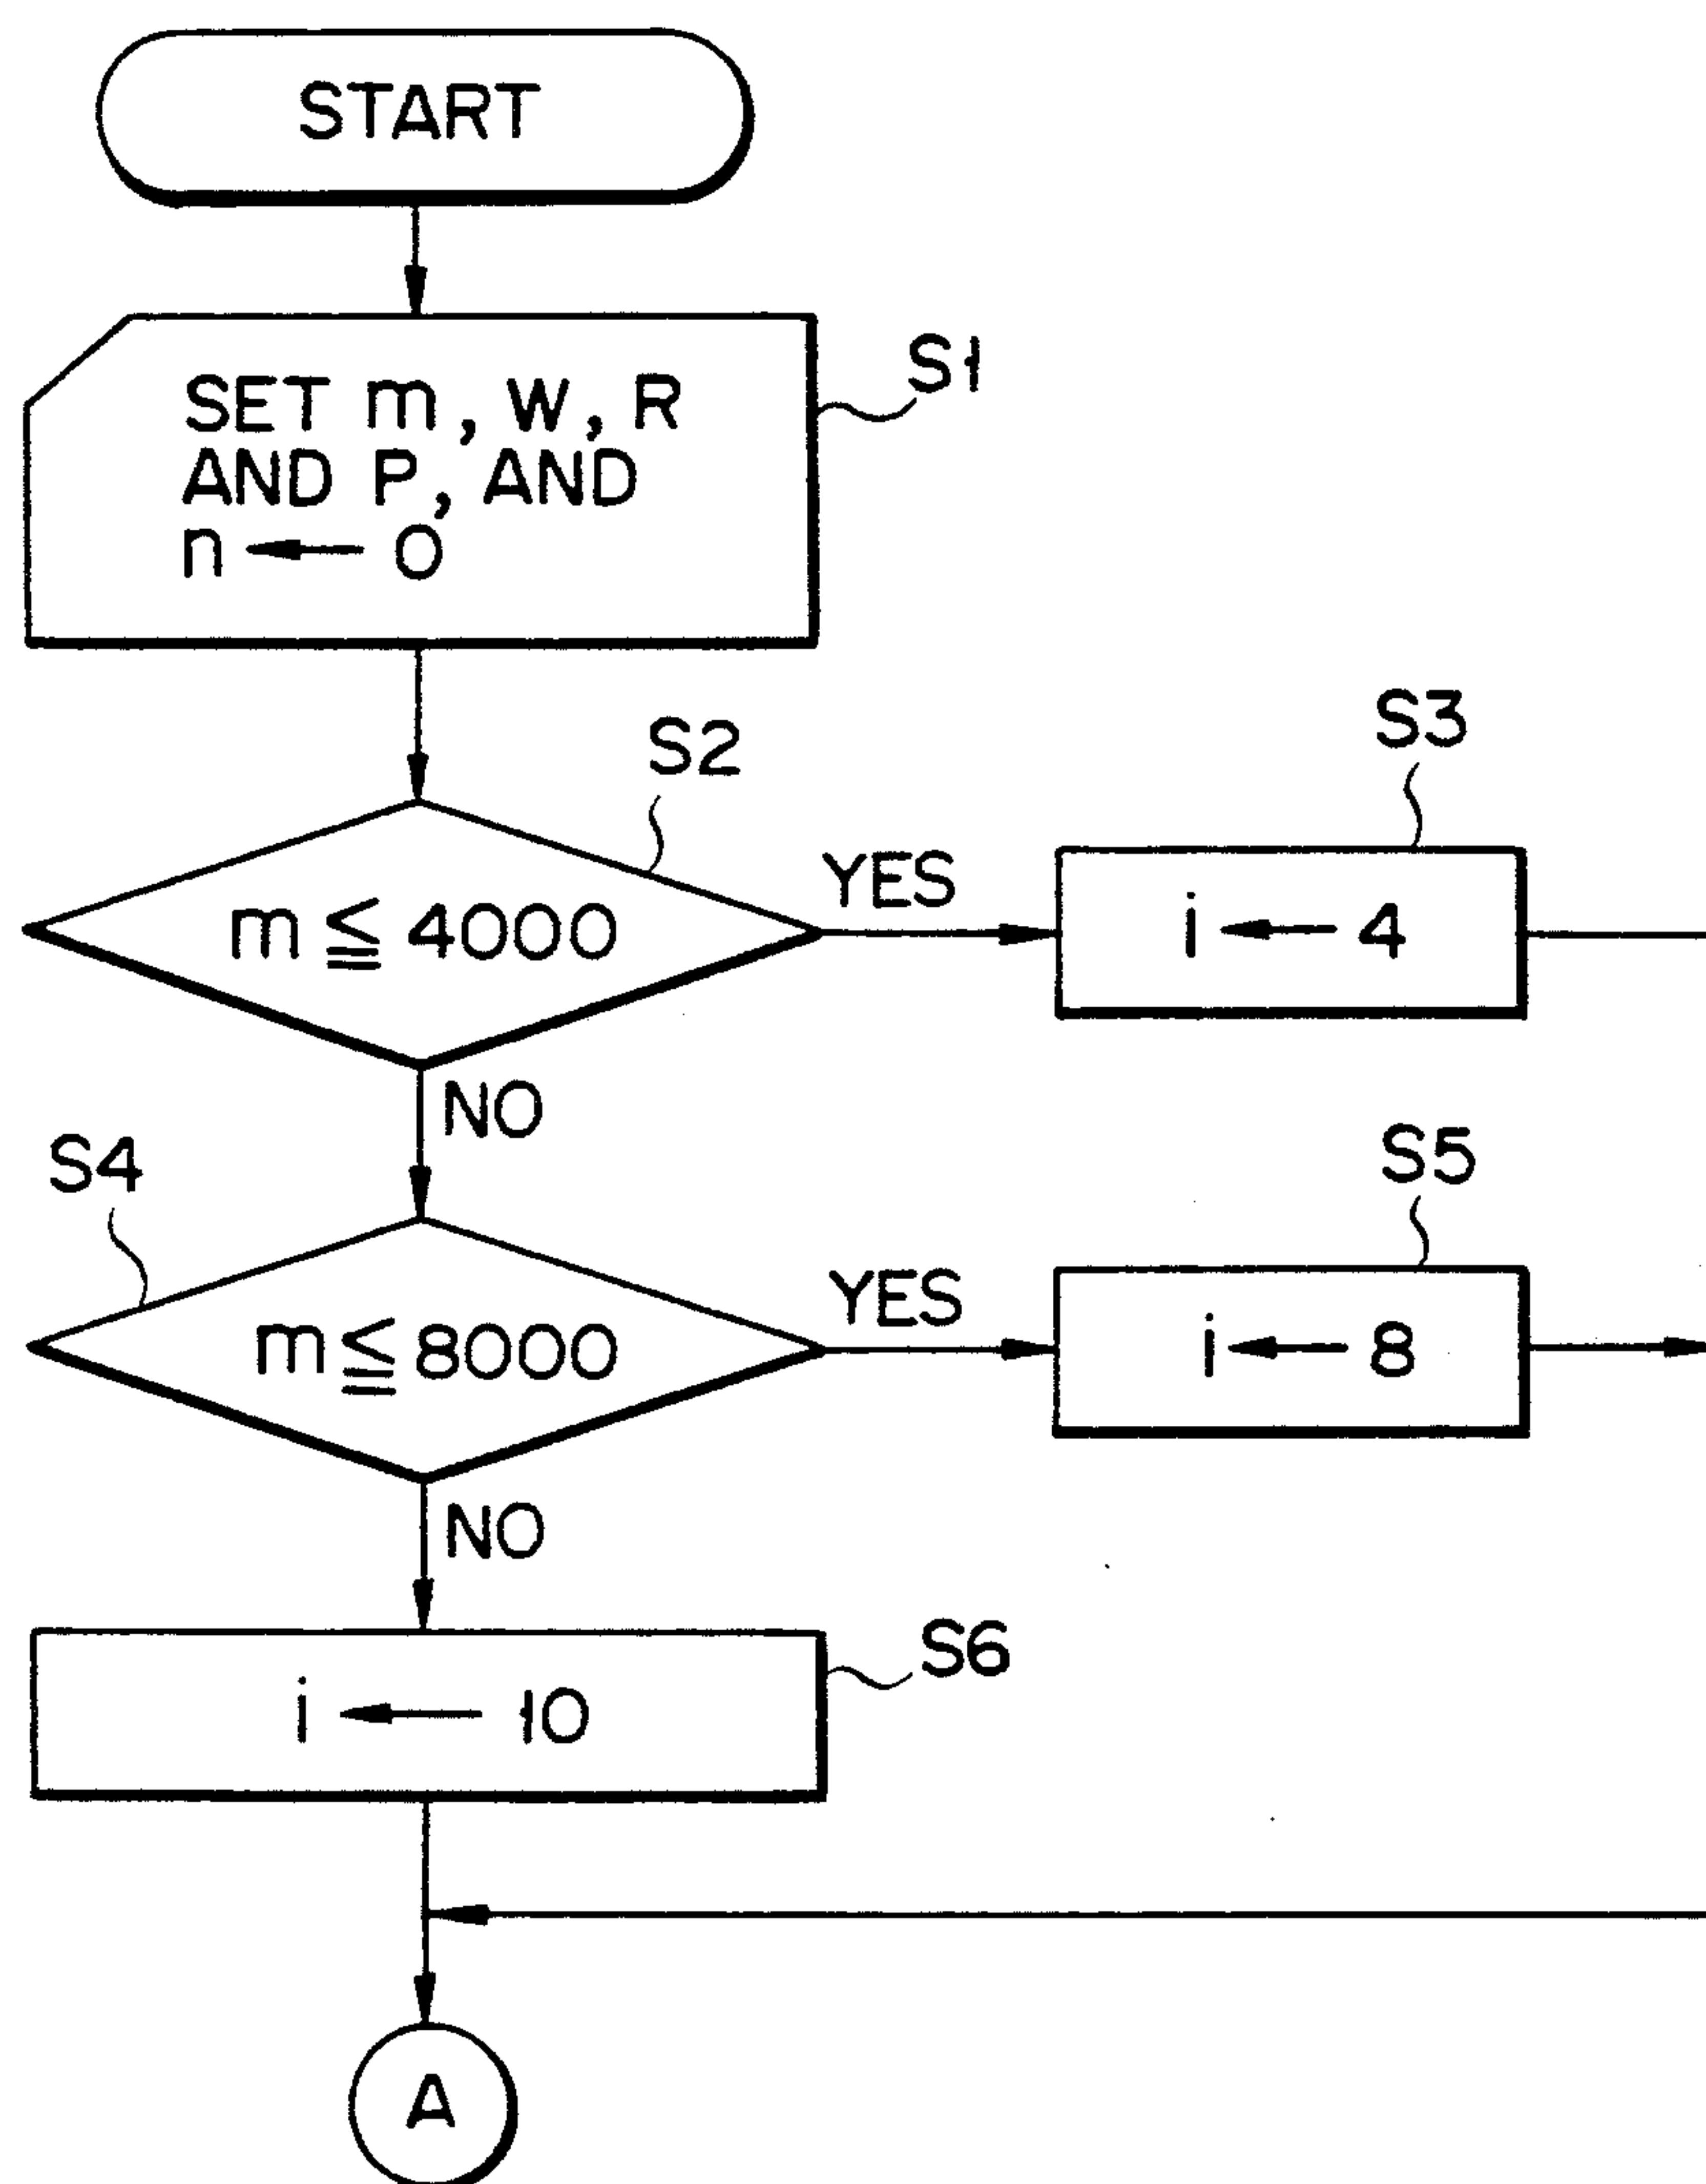 START
S1
SET m, W, R
AND P, AND
n ← 0
S2
m ≦ 4000
YES
S3
i ← 4
NO
S4
m ≦ 8000
YES
S5
i ← 8
NO
S6
i ← 10
A